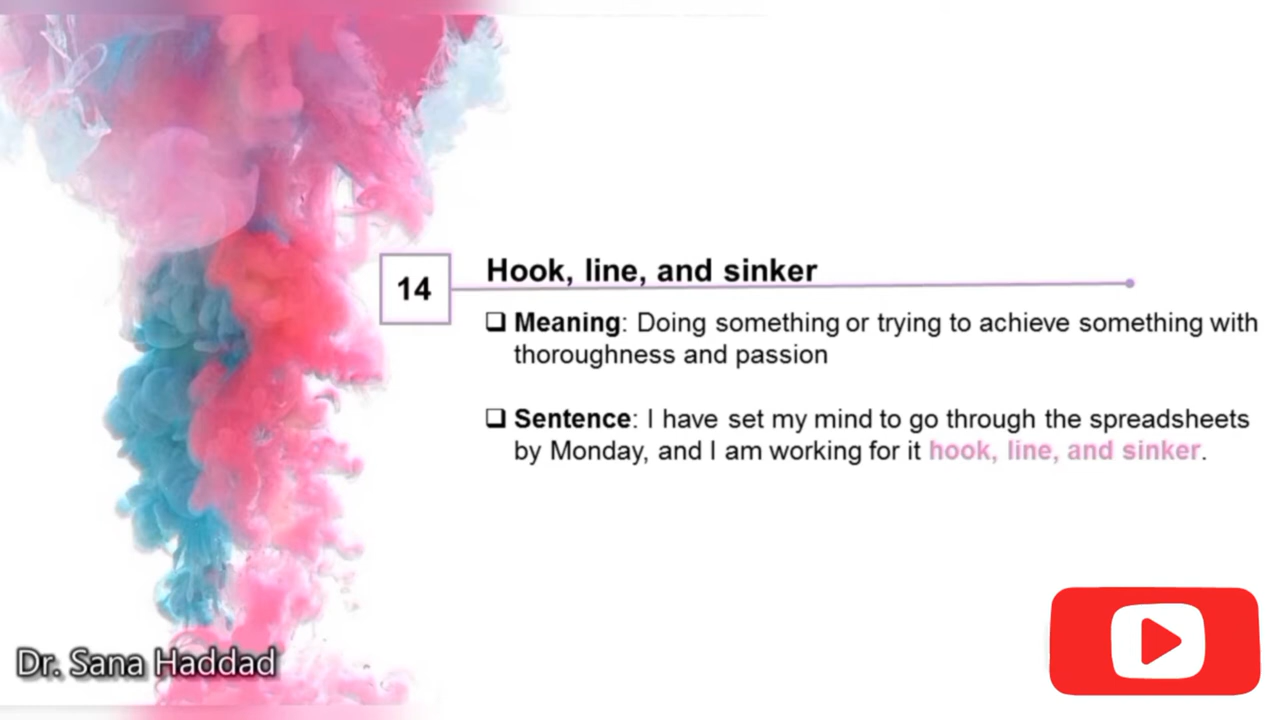 14
Hook, line, and sinker
❑ Meaning: Doing something or trying to achieve something with
thoroughness and passion
❑ Sentence: I have set my mind to go through the spreadsheets
by Monday, and I am working for it hook, line, and sinker.
Dr. Sana Haddad